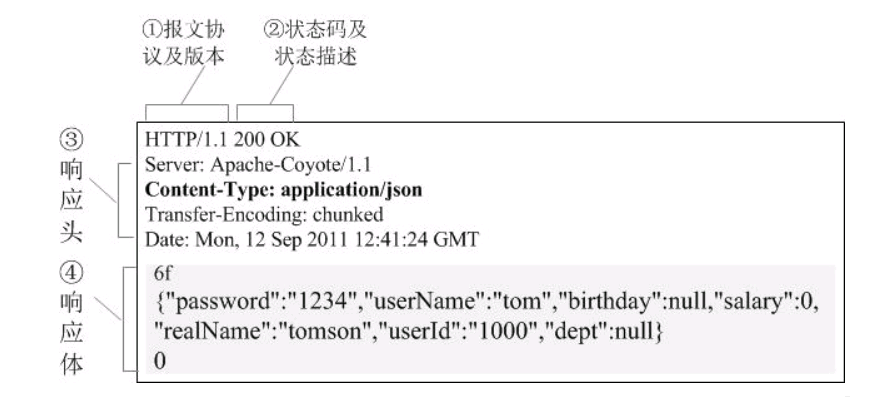 ①报文协
议及版本
②状态码及
状态描述
③
响
应
头
HTTP/1.1 200 OK
Server: Apache-Coyote/1.1
Content-Type: application/json
Transfer-Encoding: chunked
Date: Mon, 12 Sep 2011 12:41:24 GMT
④
响
应
体
6f
{"password":"1234","userName":"tom","birthday":null,"salary":0,
"realName":"tomson","userId":"1000","dept":null}
0